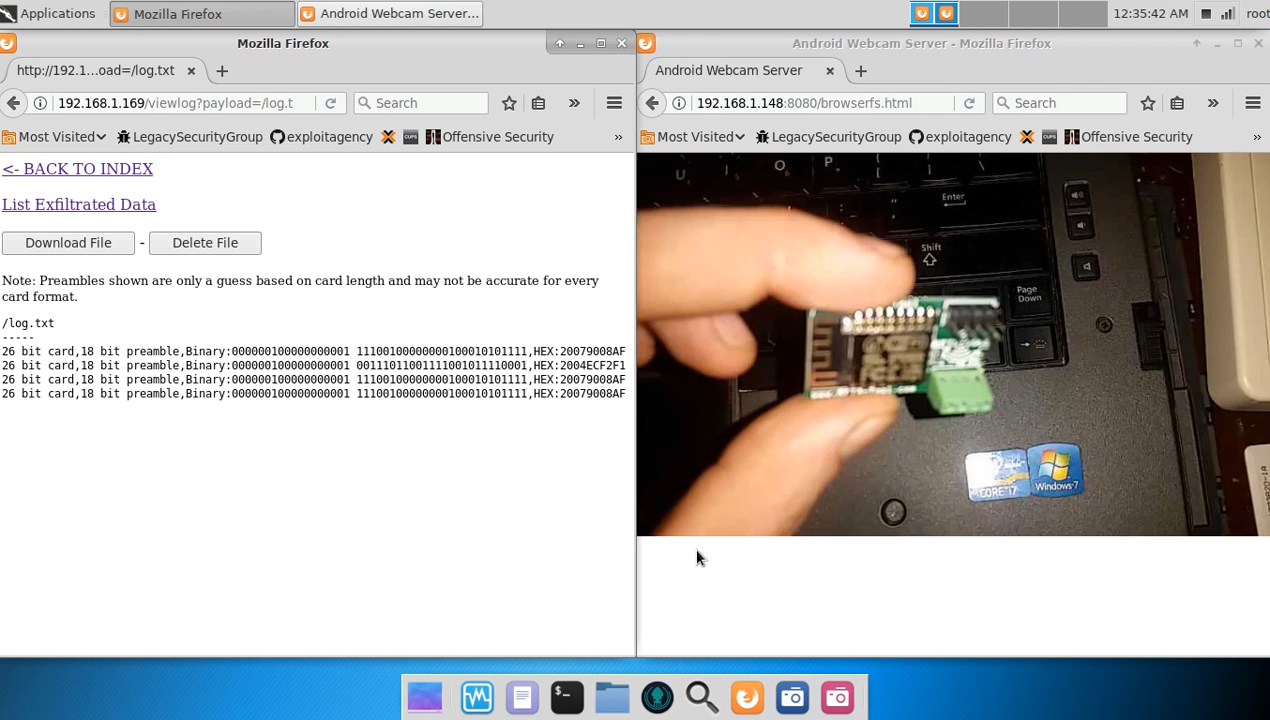 Applications
Mozilla Firefox
Android Webcam Server...
12:35:42 AM
root
Mozilla Firefox
http://192.1...oad=/log.txt
192.168.1.169/viewlog?payload=/log.t
Search
Most Visited
LegacySecurityGroup
exploitagency
CUPS
Offensive Security
»
<- BACK TO INDEX
List Exfiltrated Data
Download File - Delete File
Note: Preambles shown are only a guess based on card length and may not be accurate for every
card format.
/log.txt
-----
26 bit card,18 bit preamble,Binary:000000100000000001 11100100000000100010101111,HEX:20079008AF
26 bit card,18 bit preamble,Binary:000000100000000001 00111011001111001011110001,HEX:2004ECF2F1
26 bit card,18 bit preamble,Binary:000000100000000001 11100100000000100010101111,HEX:20079008AF
26 bit card,18 bit preamble,Binary:000000100000000001 11100100000000100010101111,HEX:20079008AF
Android Webcam Server - Mozilla Firefox
Android Webcam Server
192.168.1.148:8080/browserfs.html
Search
Most Visited
LegacySecurityGroup
exploitagency
CUPS
Offensive Security
»
U
O
P
Enter
Shift
Page
Down
CORE i7
Windows 7